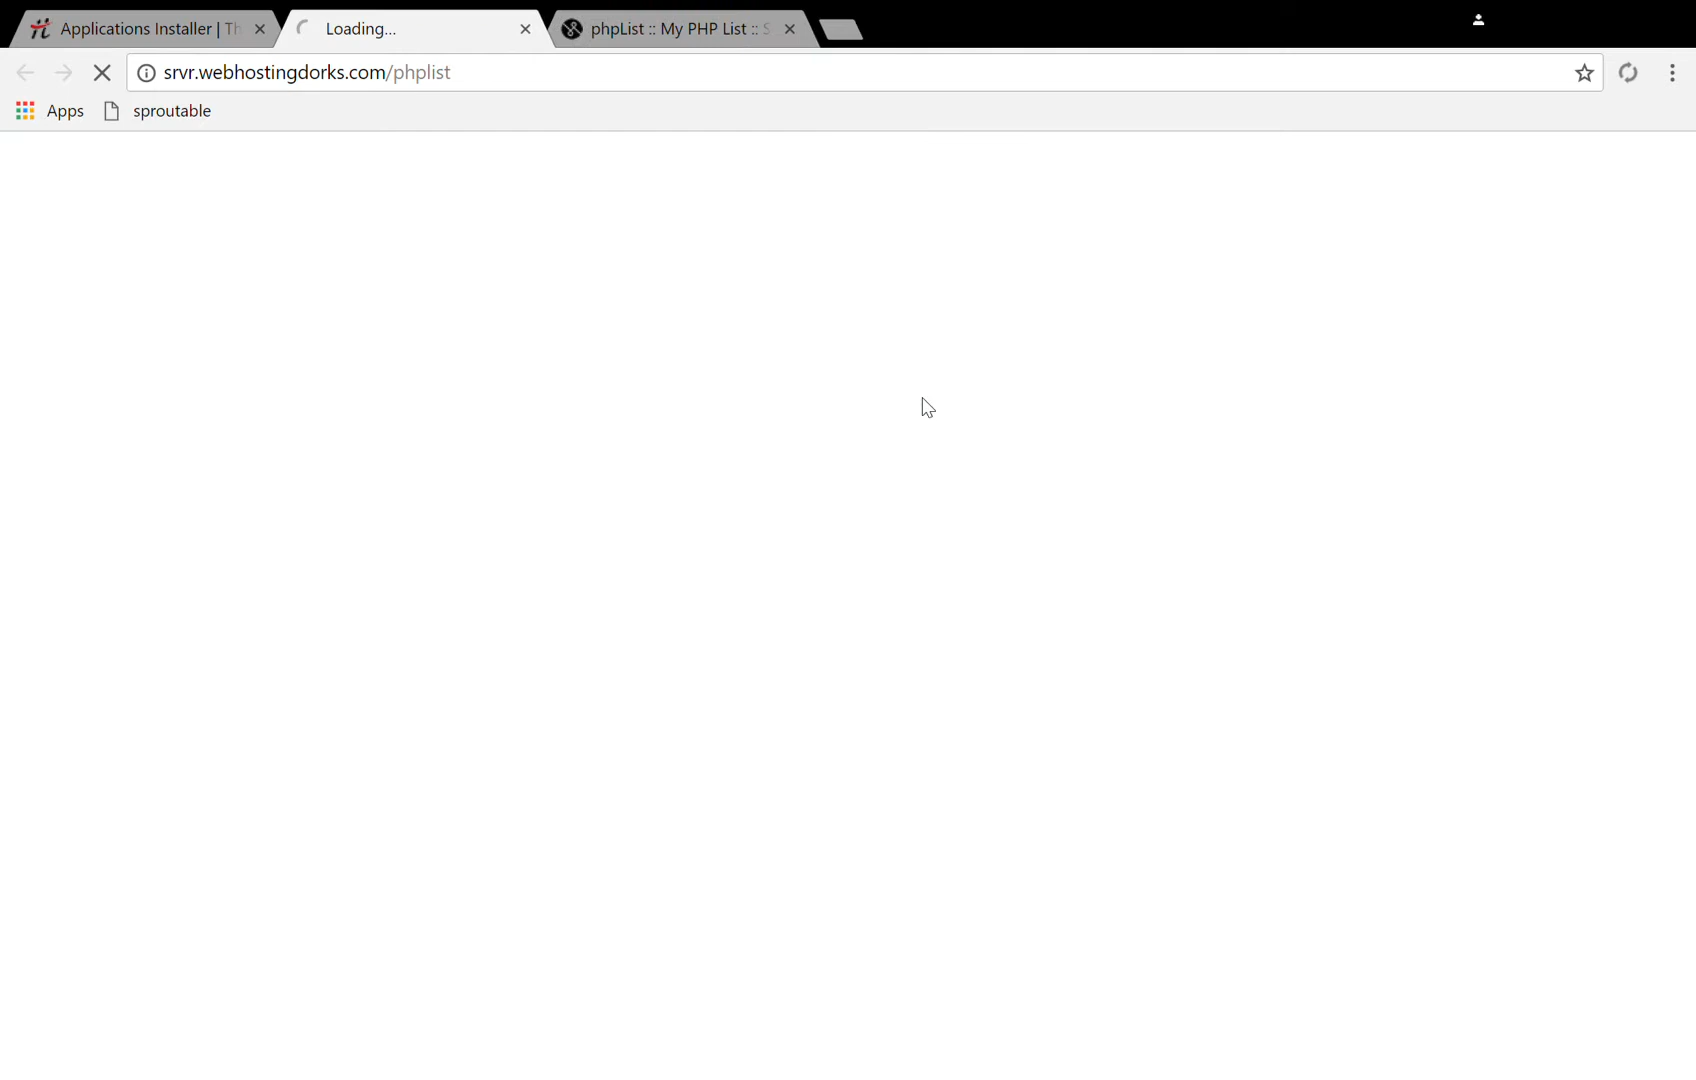 Applications Installer | Th
Loading...
phpList :: My PHP List :: S
srvr.webhostingdorks.com/phplist
Apps
sproutable